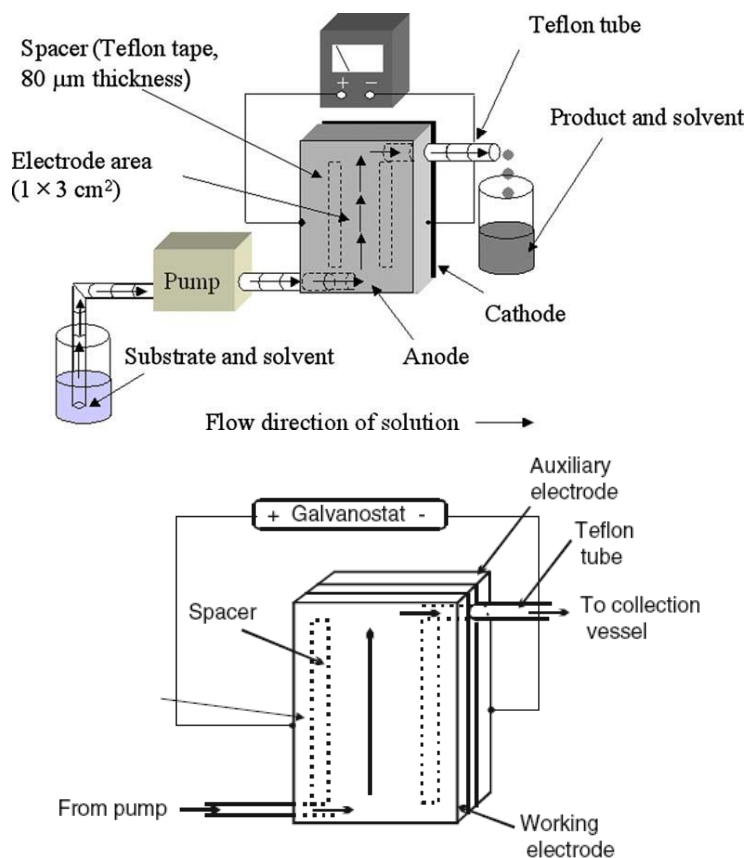 Spacer (Teflon tape,
80 μm thickness)
Teflon tube
+ −
Product and solvent
Electrode area
(1 × 3 cm²)
Pump
Cathode
Substrate and solvent
Anode
Flow direction of solution
Auxiliary
electrode
+ Galvanostat -
Teflon
tube
Spacer
To collection
vessel
From pump
Working
electrode